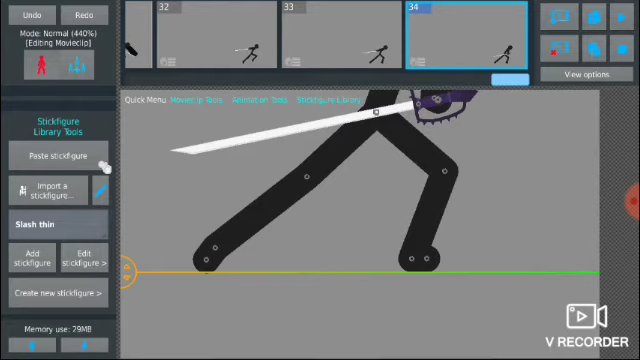 Undo
Redo
Mode: Normal (440%)
[Editing Movieclip]
32
33
34
View options
Quick Menu
Movieclip Tools
Animation Tools
Stickfigure Library
Stickfigure
Library Tools
Paste stickfigure
Import a
stickfigure...
Slash thin
Add
stickfigure
Edit
stickfigure >
Create new stickfigure >
Memory use: 29MB
V RECORDER